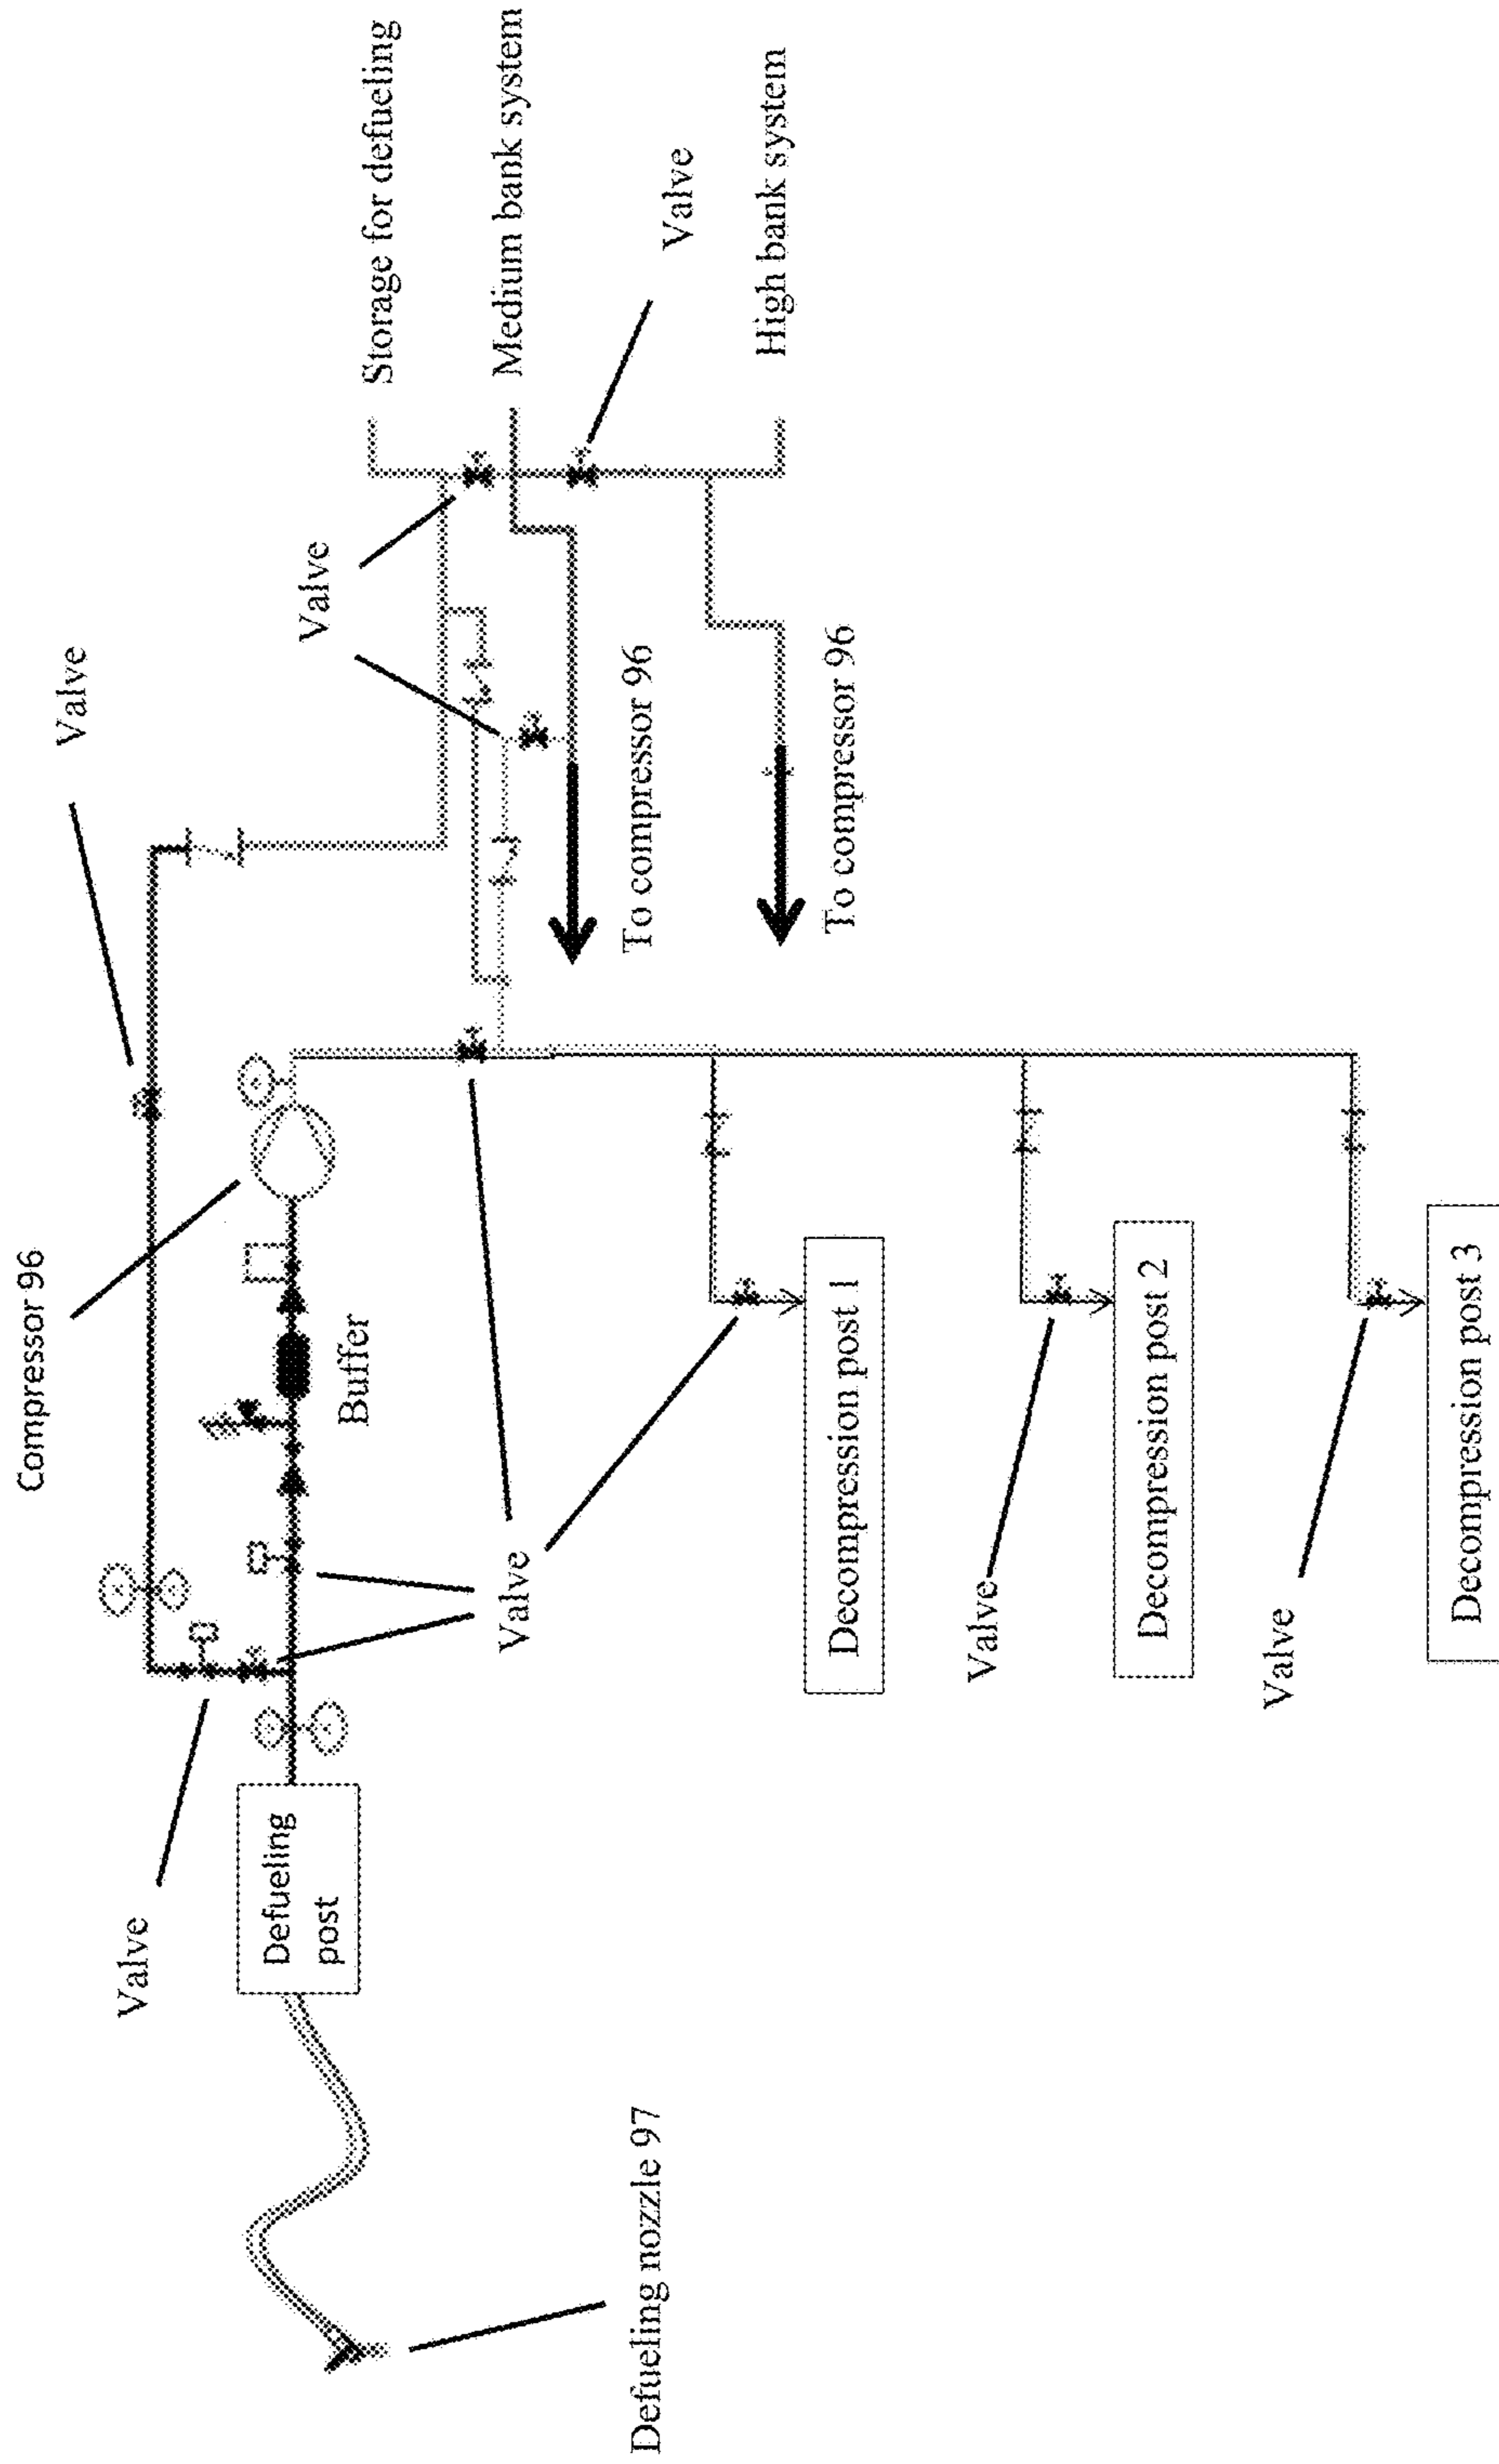 Compressor 96
Valve
Valve
Defueling
post
Valve
Buffer
Storage for defueling
Medium bank system
Valve
Defueling nozzle 97
To compressor 96
Valve
High bank system
Decompression post 1
To compressor 96
Valve
Decompression post 2
Valve
Decompression post 3